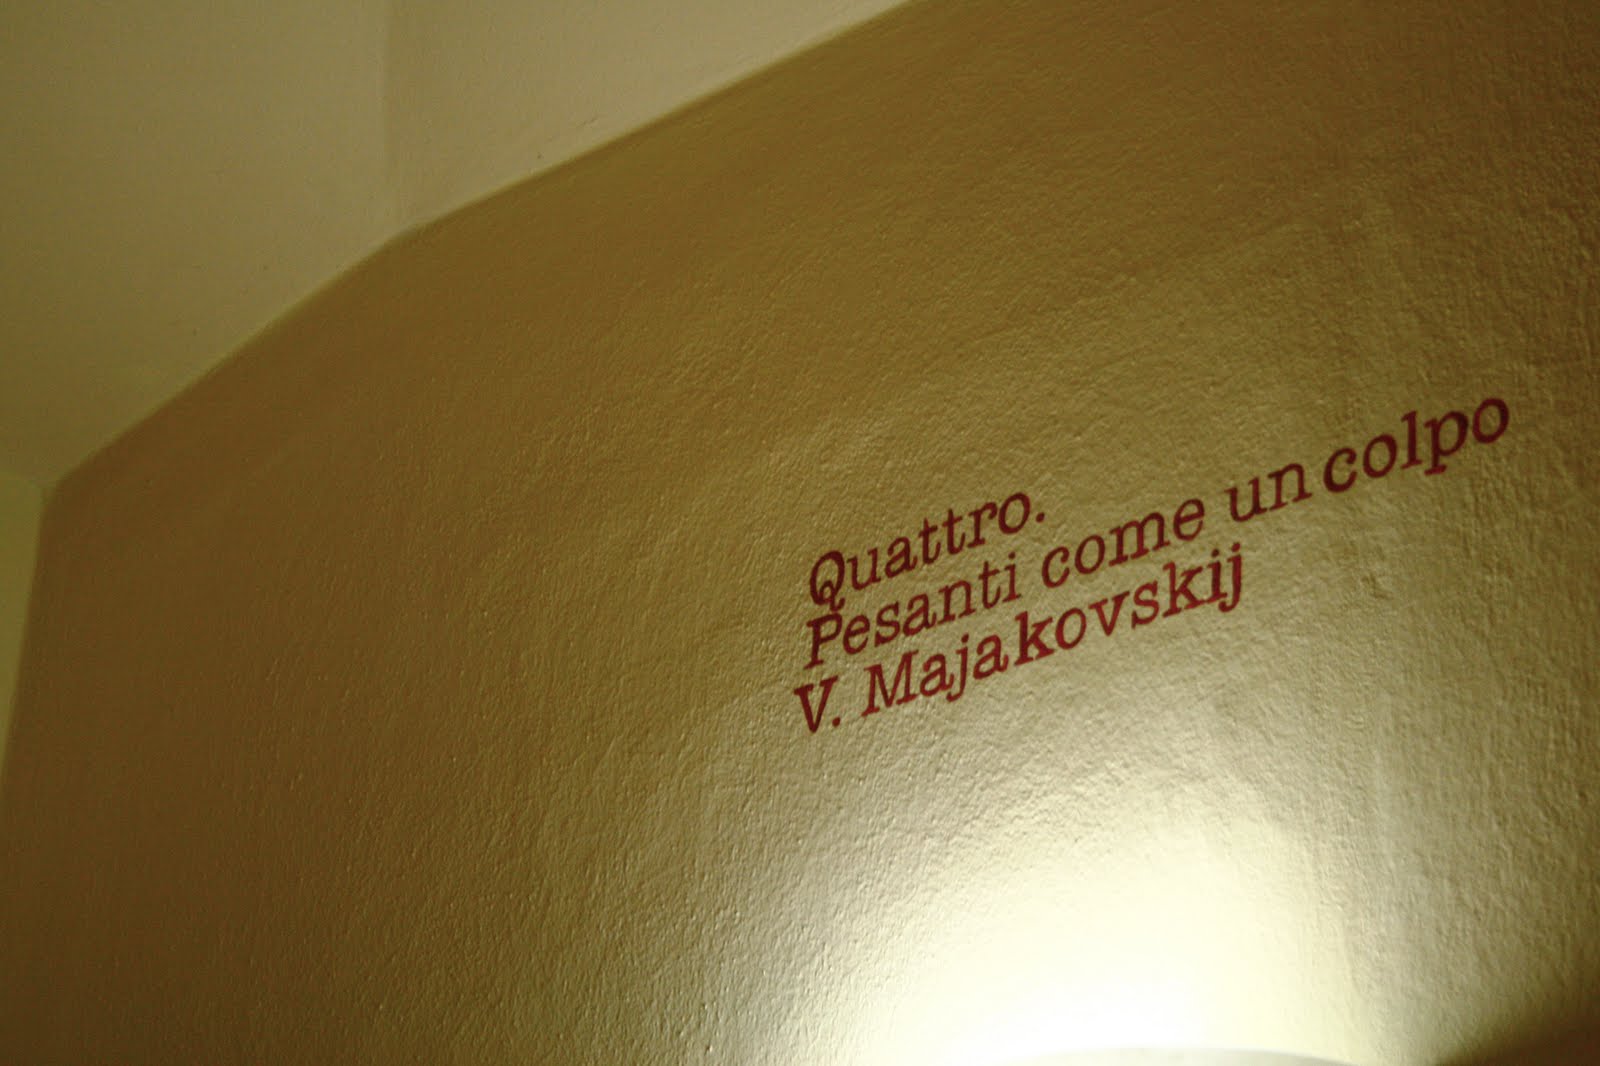 Quattro.
Pesanti come un colpo
V. Majakovskij